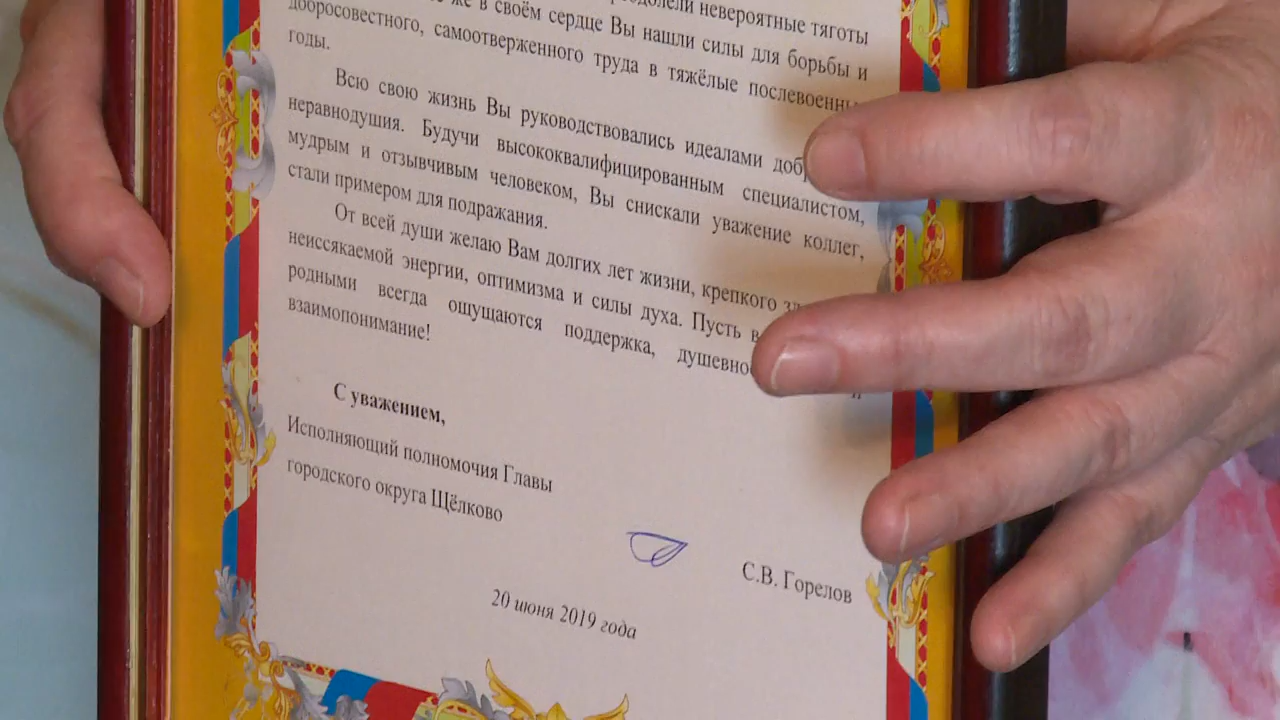 невероятные тяготы
же в своём сердце Вы нашли силы для борьбы и
добросовестного, самоотверженного труда в тяжёлые
годы.
Всю свою жизнь Вы руководствовались идеалами
неравнодушия. Будучи высококвалифицированным специалистом,
мудрым и отзывчивым человеком, Вы снискали уважение коллег,
стали примером для подражания.
От всей души желаю Вам долгих лет жизни, крепкого
неиссякаемой энергии, оптимизма и силы духа. Пусть
родными всегда ощущаются поддержка,
взаимопонимание!
С уважением,
Исполняющий полномочия Главы
городского округа Щёлково
С.В. Горелов
20 июня 2019 года